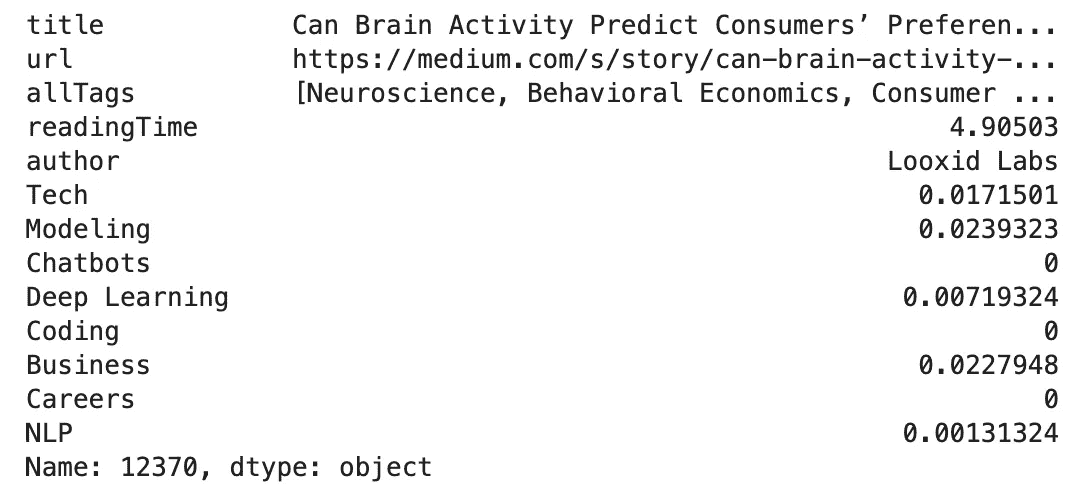 title Can Brain Activity Predict Consumers’ Preferen...
url https://medium.com/s/story/can-brain-activity-...
allTags [Neuroscience, Behavioral Economics, Consumer ...
readingTime 4.90503
author Looxid Labs
Tech 0.0171501
Modeling 0.0239323
Chatbots 0
Deep Learning 0.00719324
Coding 0
Business 0.0227948
Careers 0
NLP 0.00131324
Name: 12370, dtype: object